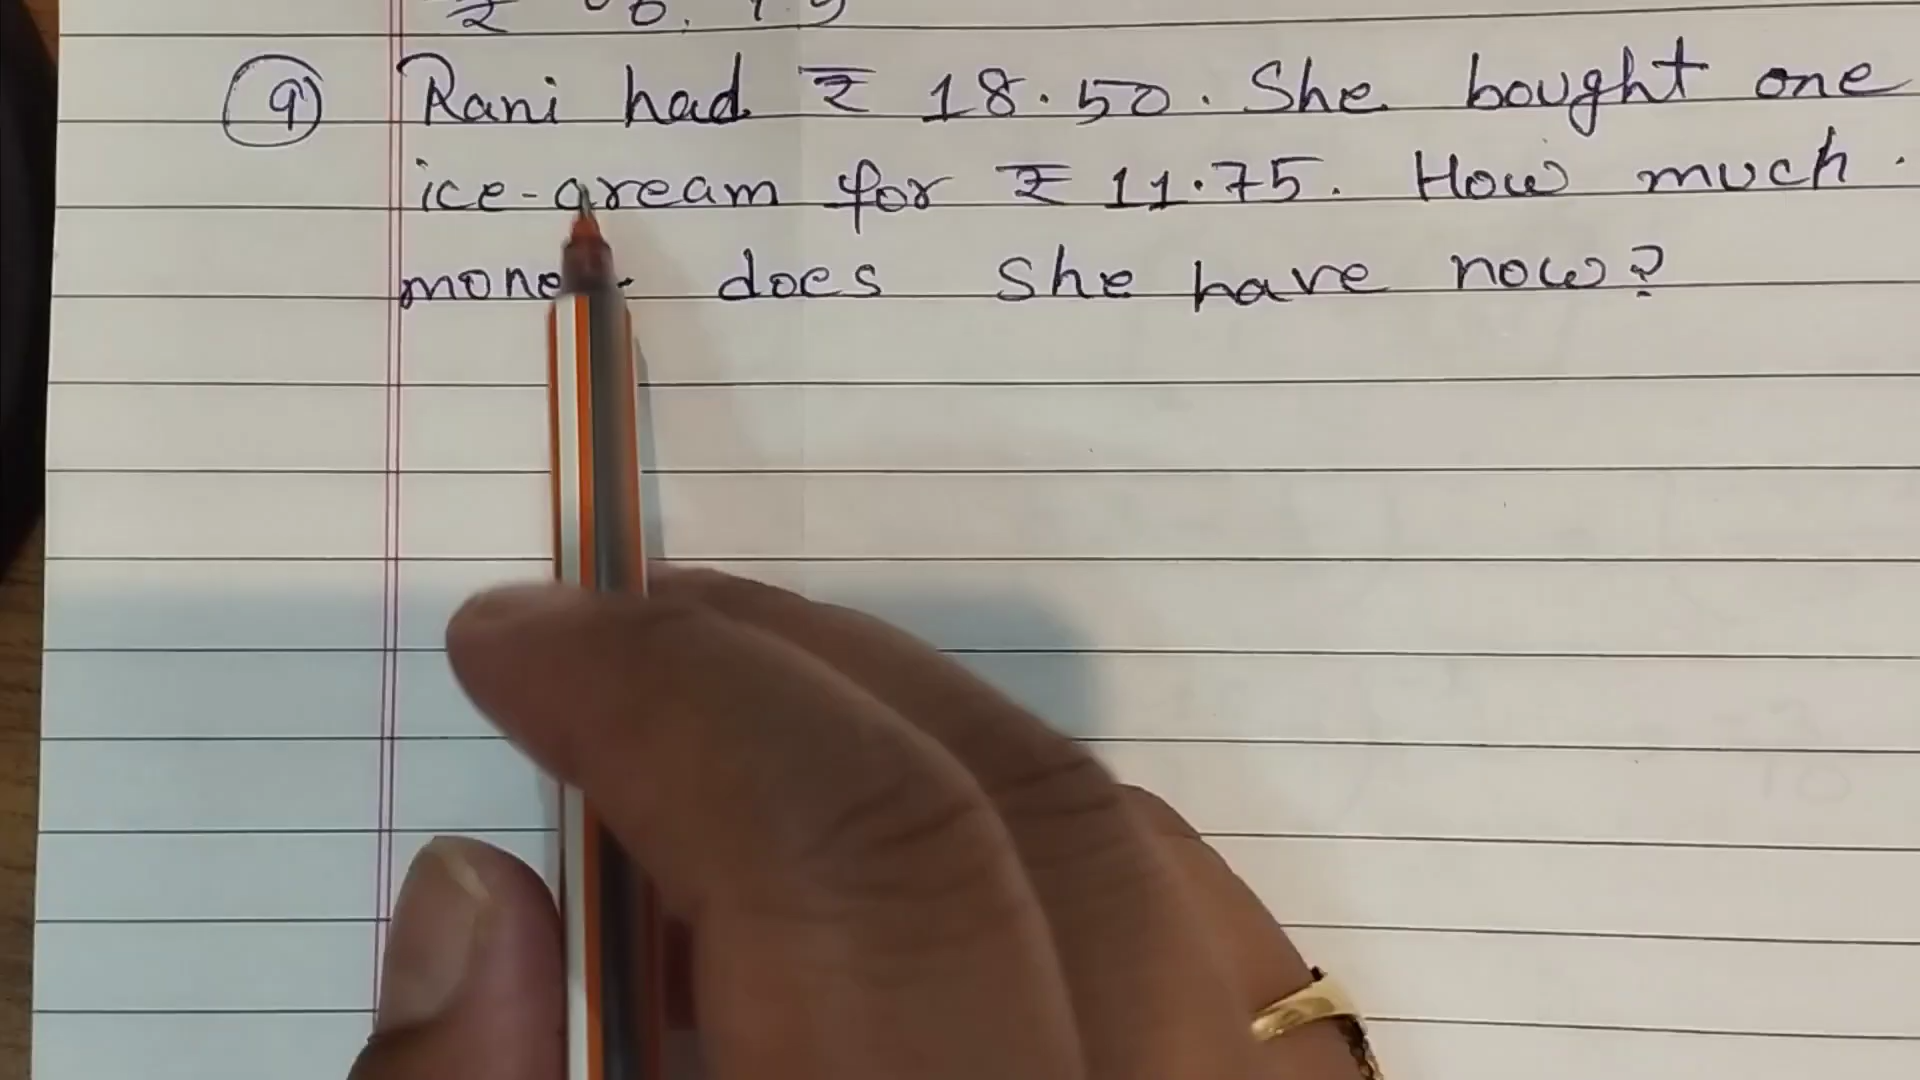 9) Rani had ₹ 18.50. She bought one
ice-cream for ₹ 11.75. How much
does she have now?